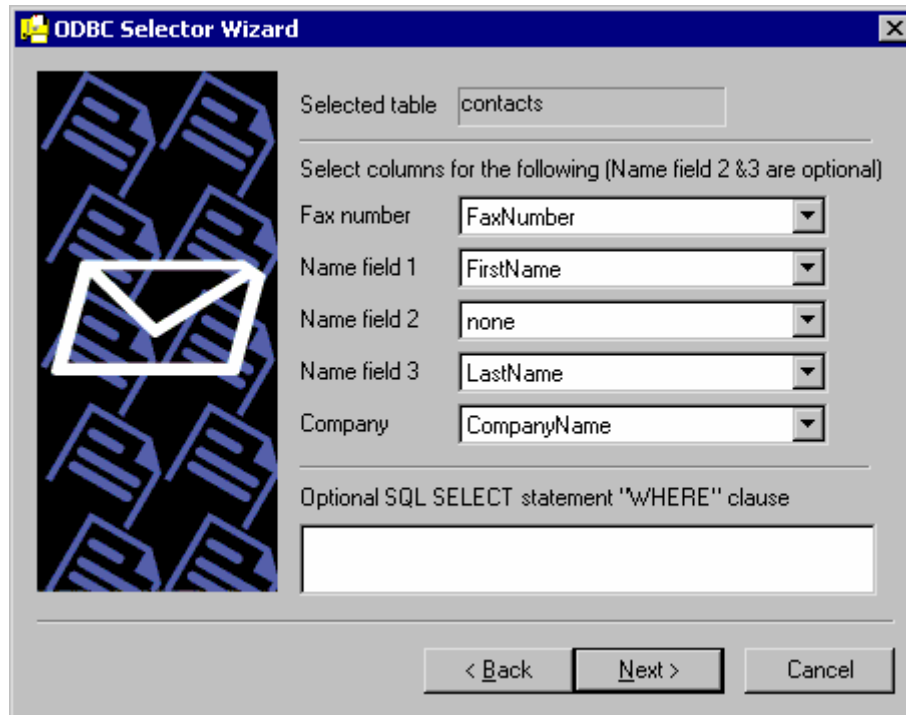 ODBC Selector Wizard
Selected table contacts
Select columns for the following (Name field 2 &3 are optional)
Fax number FaxNumber
Name field 1 FirstName
Name field 2 none
Name field 3 LastName
Company CompanyName
Optional SQL SELECT statement "WHERE" clause
< Back Next > Cancel